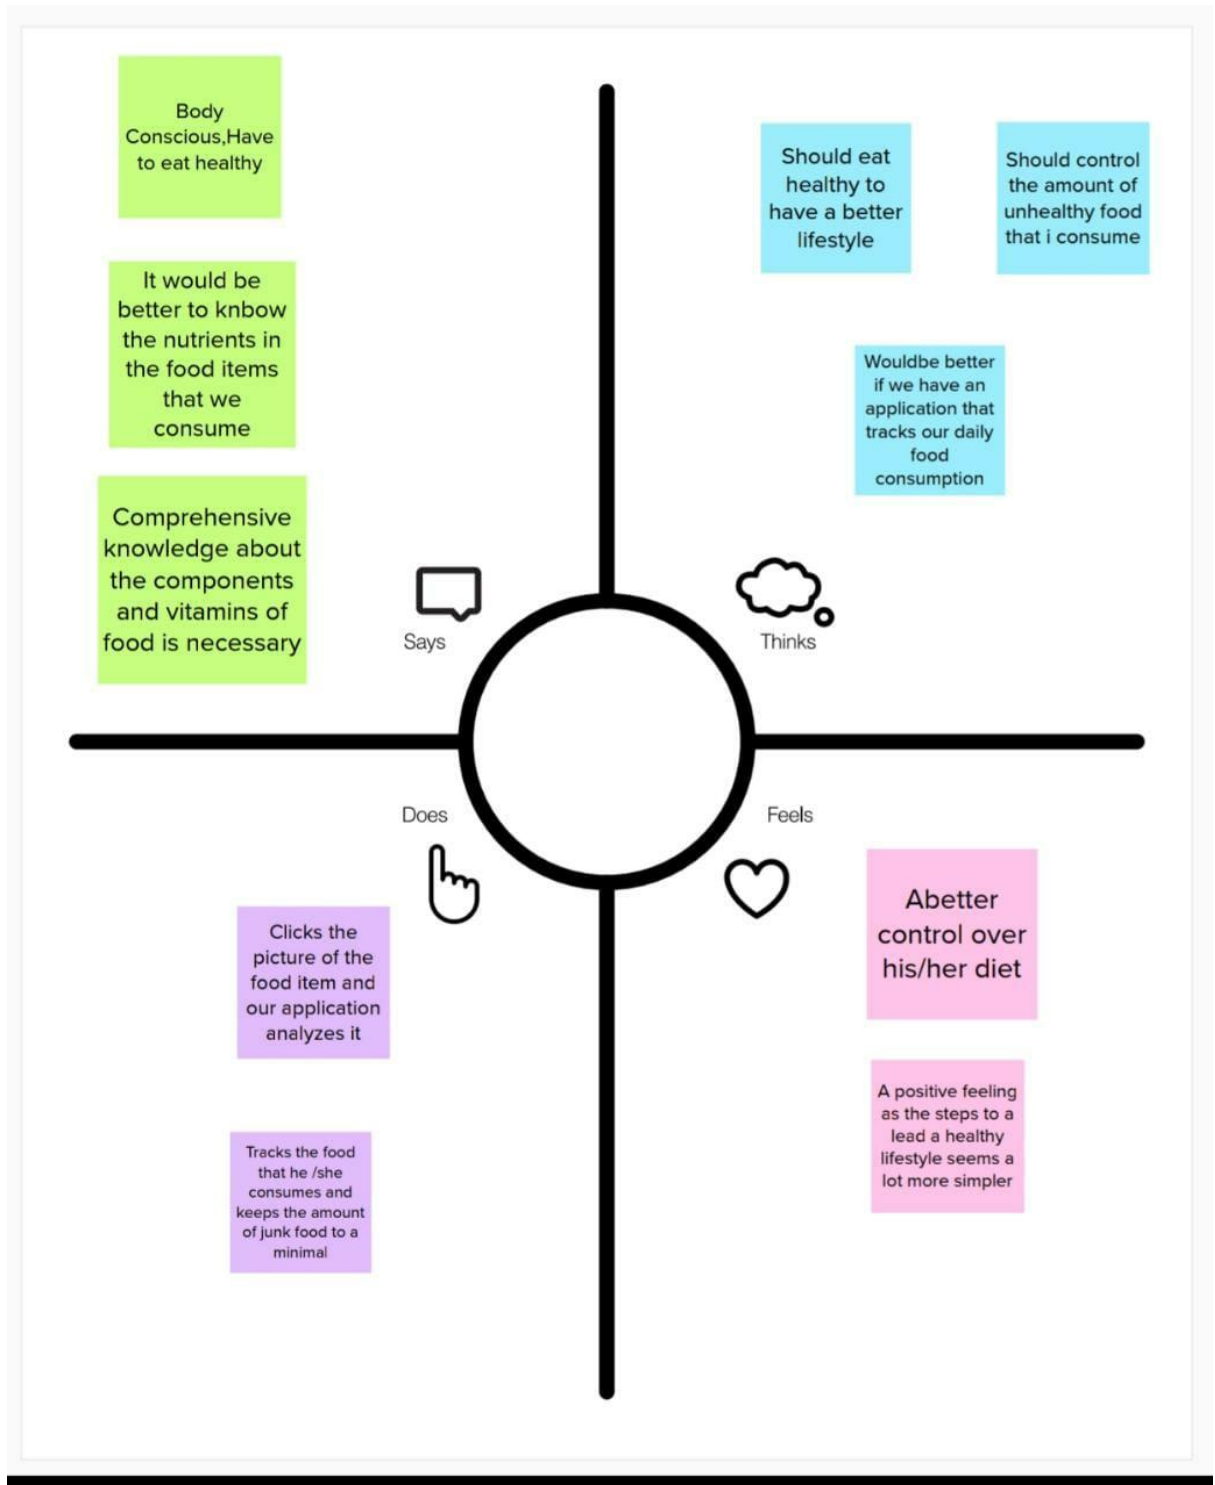 Body
Conscious,Have
to eat healthy
It would be
better to knbow
the nutrients in
the food items
that we
consume
Comprehensive
knowledge about
the components
and vitamins of
food is necessary
Says
Should eat
healthy to
have a better
lifestyle
Should control
the amount of
unhealthy food
that i consume
Wouldbe better
if we have an
application that
tracks our daily
food
consumption
Thinks
Does
Clicks the
picture of the
food item and
our application
analyzes it
Tracks the food
that he /she
consumes and
keeps the amount
of junk food to a
minimal
Feels
Abetter
control over
his/her diet
A positive feeling
as the steps to a
lead a healthy
lifestyle seems a
lot more simpler